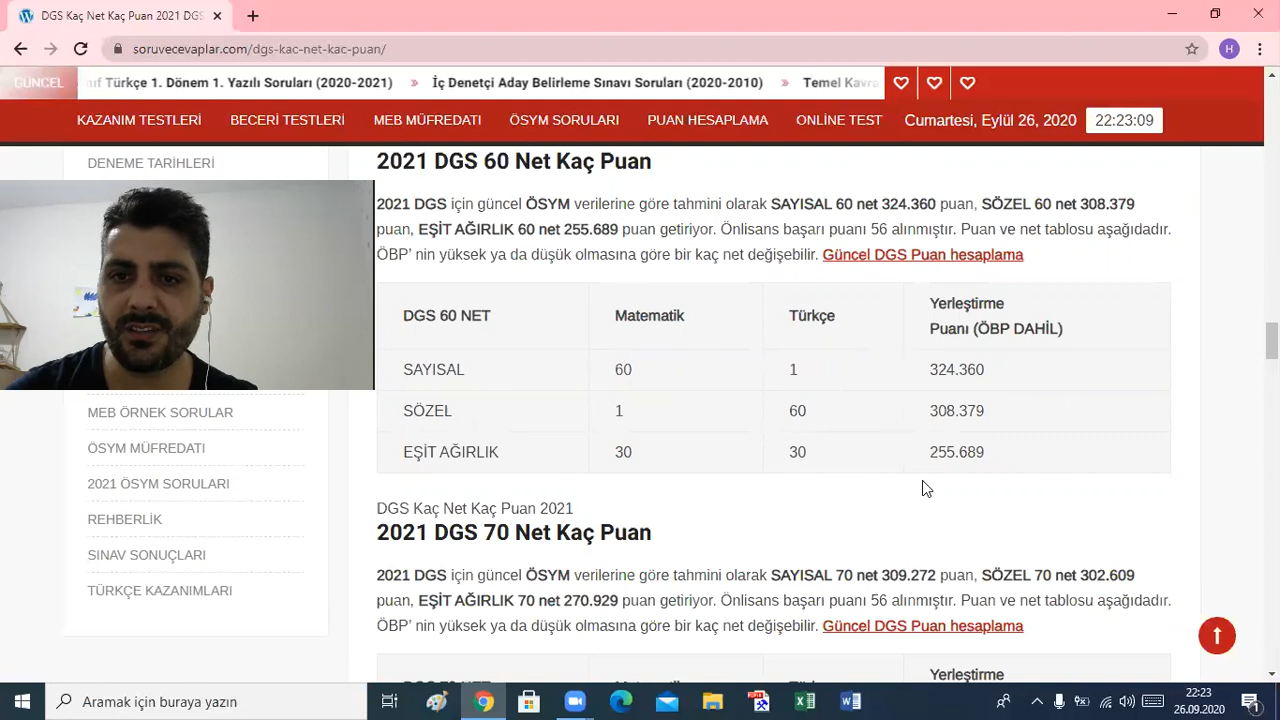 DGS Kaç Net Kaç Puan 2021 DGS
soruvecevaplar.com/dgs-kac-net-kac-puan/
H
GÜNCEL
Türkçe 1. Dönem 1. Yazılı Soruları (2020-2021) » İç Denetçi Aday Belirleme Sınavı Soruları (2020-2010) » Temel
KAZANIM TESTLERİ BECERİ TESTLERİ MEB MÜFREDATI ÖSYM SORULARI PUAN HESAPLAMA ONLİNE TEST Cumartesi, Eylül 26, 2020 22:23:09
DENEME TARİHLERİ
MEB ÖRNEK SORULAR
ÖSYM MÜFREDATI
2021 ÖSYM SORULARI
REHBERLİK
SINAV SONUÇLARI
TÜRKÇE KAZANIMLARI
2021 DGS 60 Net Kaç Puan
2021 DGS için güncel ÖSYM verilerine göre tahmini olarak SAYISAL 60 net 324.360 puan, SÖZEL 60 net 308.379
puan, EŞİT AĞIRLIK 60 net 255.689 puan getiriyor. Önlisans başarı puanı 56 alınmıştır. Puan ve net tablosu aşağıdadır.
ÖBP' nin yüksek ya da düşük olmasına göre bir kaç net değişebilir. Güncel DGS Puan hesaplama
DGS 60 NET Matematik Türkçe Yerleştirme
Puanı (ÖBP DAHİL)
SAYISAL 60 1 324.360
SÖZEL 1 60 308.379
EŞİT AĞIRLIK 30 30 255.689
DGS Kaç Net Kaç Puan 2021
2021 DGS 70 Net Kaç Puan
2021 DGS için güncel ÖSYM verilerine göre tahmini olarak SAYISAL 70 net 309.272 puan, SÖZEL 70 net 302.609
puan, EŞİT AĞIRLIK 70 net 270.929 puan getiriyor. Önlisans başarı puanı 56 alınmıştır. Puan ve net tablosu aşağıdadır.
ÖBP' nin yüksek ya da düşük olmasına göre bir kaç net değişebilir. Güncel DGS Puan hesaplama
Yerleştirme
Aramak için buraya yazın
22:23
26.09.2020